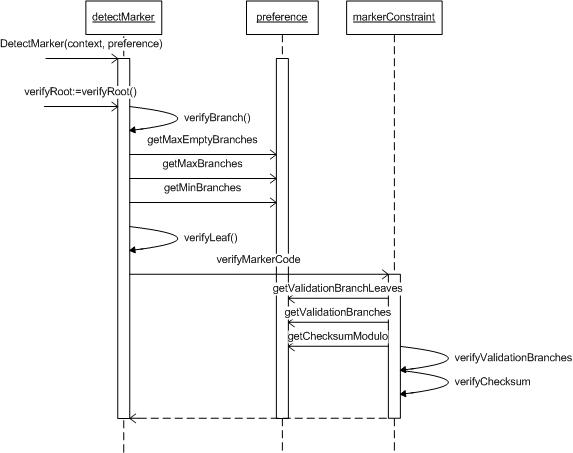 detectMarker
preference
markerConstraint
DetectMarker(context, preference)
verifyRoot:=verifyRoot()
verifyBranch()
getMaxEmptyBranches
getMaxBranches
getMinBranches
verifyLeaf()
verifyMarkerCode
getValidationBranchLeaves
getValidationBranches
getChecksumModulo
verifyValidationBranches
verifyChecksum